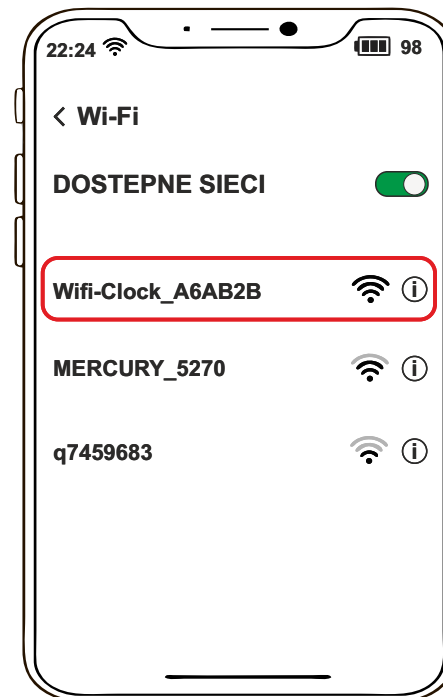 22:24 98
< Wi-Fi
DOSTEPNE SIECI
Wifi-Clock_A6AB2B
MERCURY_5270
q7459683